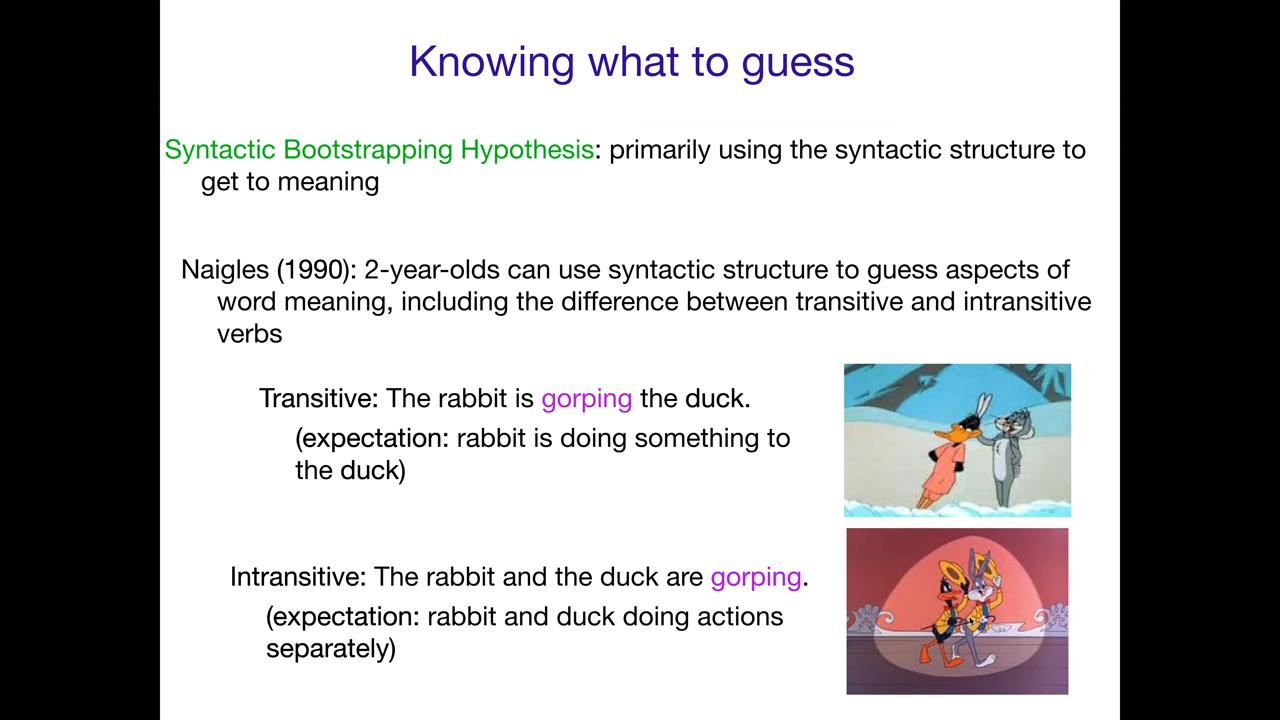 Knowing what to guess
Syntactic Bootstrapping Hypothesis: primarily using the syntactic structure to
get to meaning
Naigles (1990): 2-year-olds can use syntactic structure to guess aspects of
word meaning, including the difference between transitive and intransitive
verbs
Transitive: The rabbit is gorping the duck.
(expectation: rabbit is doing something to
the duck)
Intransitive: The rabbit and the duck are gorping.
(expectation: rabbit and duck doing actions
separately)